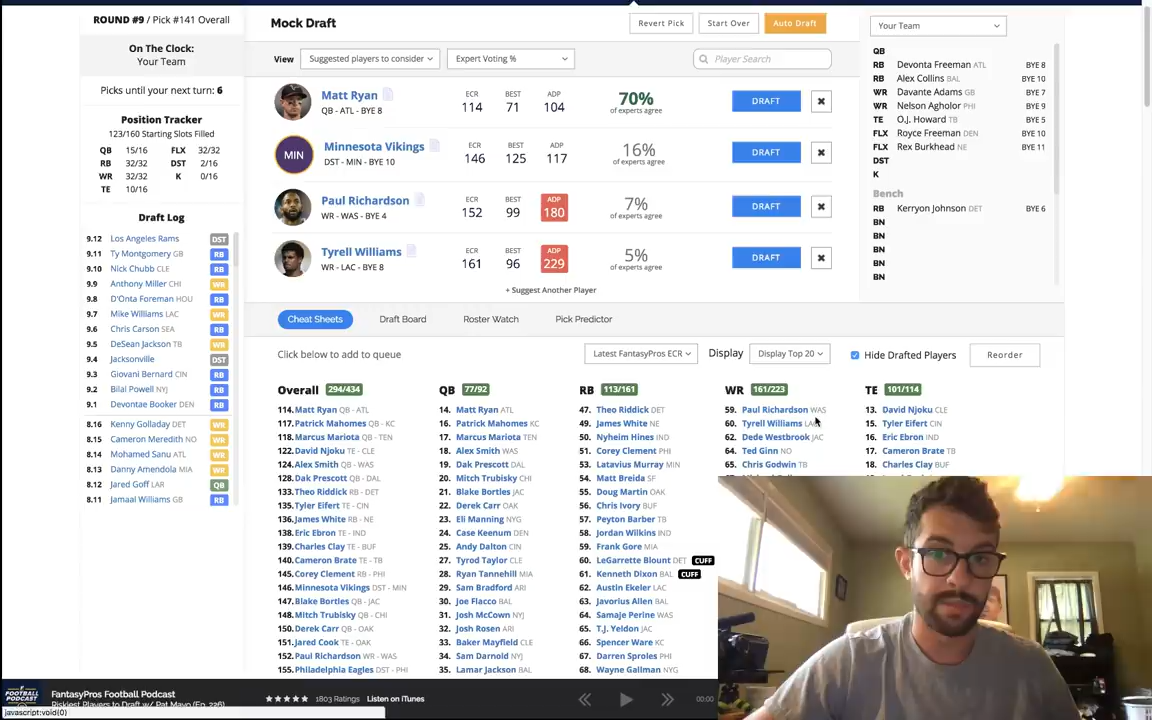 ROUND #9 / Pick #141 Overall
On The Clock:
Your Team
Picks until your next turn: 6
Position Tracker
123/160 Starting Slots Filled
QB 15/16 FLX 32/32
RB 32/32 DST 2/16
WR 32/32 K 0/16
TE 10/16
Draft Log
9.12 Los Angeles Rams DST
9.11 Ty Montgomery GB RB
9.10 Nick Chubb CLE RB
9.9 Anthony Miller CHI WR
9.8 D'Onta Foreman HOU RB
9.7 Mike Williams LAC WR
9.6 Chris Carson SEA RB
9.5 DeSean Jackson TB WR
9.4 Jacksonville DST
9.3 Giovani Bernard CIN RB
9.2 Bilal Powell NYJ RB
9.1 Devontae Booker DEN RB
8.16 Kenny Golladay DET WR
8.15 Cameron Meredith NO WR
8.14 Mohamed Sanu ATL WR
8.13 Danny Amendola MIA WR
8.12 Jared Goff LAR QB
8.11 Jamaal Williams GB RB
Mock Draft
Revert Pick Start Over Auto Draft
View Suggested players to consider Expert Voting % Player Search
Matt Ryan
QB - ATL - BYE 8
ECR BEST ADP
114 71 104
70%
of experts agree
DRAFT
MIN
Minnesota Vikings
DST - MIN - BYE 10
ECR BEST ADP
146 125 117
16%
of experts agree
DRAFT
Paul Richardson
WR - WAS - BYE 4
ECR BEST ADP
152 99 180
7%
of experts agree
DRAFT
Tyrell Williams
WR - LAC - BYE 8
ECR BEST ADP
161 96 229
5%
of experts agree
DRAFT
+ Suggest Another Player
Your Team
QB
RB Devonta Freeman ATL BYE 8
RB Alex Collins BAL BYE 10
WR Davante Adams GB BYE 7
WR Nelson Agholor PHI BYE 9
TE O.J. Howard TB BYE 5
FLX Royce Freeman DEN BYE 10
FLX Rex Burkhead NE BYE 11
DST
K
Bench
RB Kerryon Johnson DET BYE 6
BN
BN
BN
BN
BN
Cheat Sheets Draft Board Roster Watch Pick Predictor
Click below to add to queue
Latest FantasyPros ECR Display Display Top 20 Hide Drafted Players Reorder
Overall 294/434
114. Matt Ryan QB - ATL
117. Patrick Mahomes QB - KC
118. Marcus Mariota QB - TEN
122. David Njoku TE - CLE
124. Alex Smith QB - WAS
128. Dak Prescott QB - DAL
133. Theo Riddick RB - DET
135. Tyler Eifert TE - CIN
136. James White RB - NE
138. Eric Ebron TE - IND
139. Charles Clay TE - BUF
140. Cameron Brate TE - TB
145. Corey Clement RB - PHI
146. Minnesota Vikings DST - MIN
147. Blake Bortles QB - JAC
148. Mitch Trubisky QB - CHI
150. Derek Carr QB - OAK
151. Jared Cook TE - OAK
152. Paul Richardson WR - WAS
155. Philadelphia Eagles DST - PHI
QB 77/92
14. Matt Ryan ATL
16. Patrick Mahomes KC
17. Marcus Mariota TEN
18. Alex Smith WAS
19. Dak Prescott DAL
20. Mitch Trubisky CHI
21. Blake Bortles JAC
22. Derek Carr OAK
23. Eli Manning NYG
24. Case Keenum DEN
25. Andy Dalton CIN
27. Tyrod Taylor CLE
28. Ryan Tannehill MIA
29. Sam Bradford ARI
30. Joe Flacco BAL
31. Josh McCown NYJ
32. Josh Rosen ARI
33. Baker Mayfield CLE
34. Sam Darnold NYJ
35. Lamar Jackson BAL
RB 113/161
47. Theo Riddick DET
49. James White NE
50. Nyheim Hines IND
51. Corey Clement PHI
53. Latavius Murray MIN
54. Matt Breida SF
55. Doug Martin OAK
56. Chris Ivory BUF
57. Peyton Barber TB
58. Jordan Wilkins IND
59. Frank Gore MIA
60. LeGarrette Blount DET CUFF
61. Kenneth Dixon BAL CUFF
62. Austin Ekeler LAC
63. Javorius Allen BAL
64. Samaje Perine WAS
65. T.J. Yeldon JAC
66. Spencer Ware KC
67. Darren Sproles PHI
68. Wayne Gallman NYG
WR 161/223
59. Paul Richardson WAS
60. Tyrell Williams
62. Dede Westbrook JAC
64. Ted Ginn NO
65. Chris Godwin TB
TE 101/114
13. David Njoku CLE
15. Tyler Eifert CIN
16. Eric Ebron IND
17. Cameron Brate TB
18. Charles Clay BUF
FOOTBALL
PODCAST
FantasyPros Football Podcast
Riskiest Players to Draft w/ Pat Mayo (Ep. 226)
1803 Ratings Listen on iTunes
00:00
javascript:void(0)